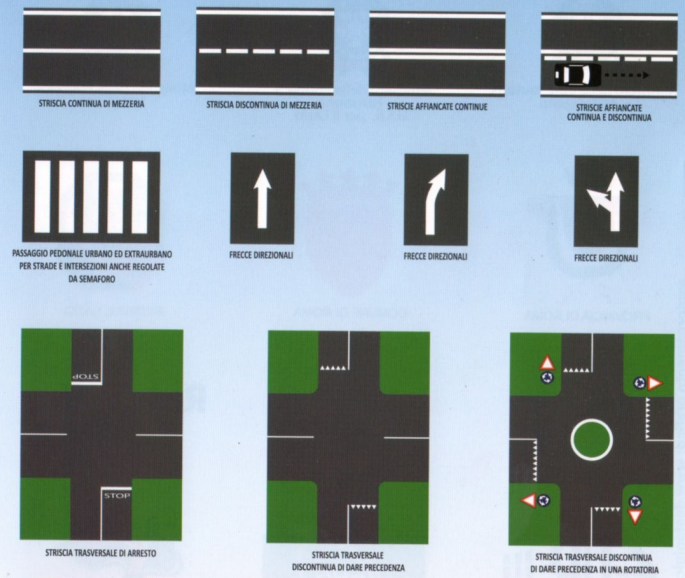 STRISCIA CONTINUA DI MEZZERIA
STRISCIA DISCONTINUA DI MEZZERIA
STRISCIE AFFIANCATE CONTINUE
STRISCIE AFFIANCATE
CONTINUA E DISCONTINUA
PASSAGGIO PEDONALE URBANO ED EXTRAURBANO
PER STRADE E INTERSEZIONI ANCHE REGOLATE
DA SEMAFORO
FRECCE DIREZIONALI
FRECCE DIREZIONALI
FRECCE DIREZIONALI
STOP
STOP
STRISCIA TRASVERSALE DI ARRESTO
STRISCIA TRASVERSALE
DISCONTINUA DI DARE PRECEDENZA
STRISCIA TRASVERSALE DISCONTINUA
DI DARE PRECEDENZA IN UNA ROTATORIA